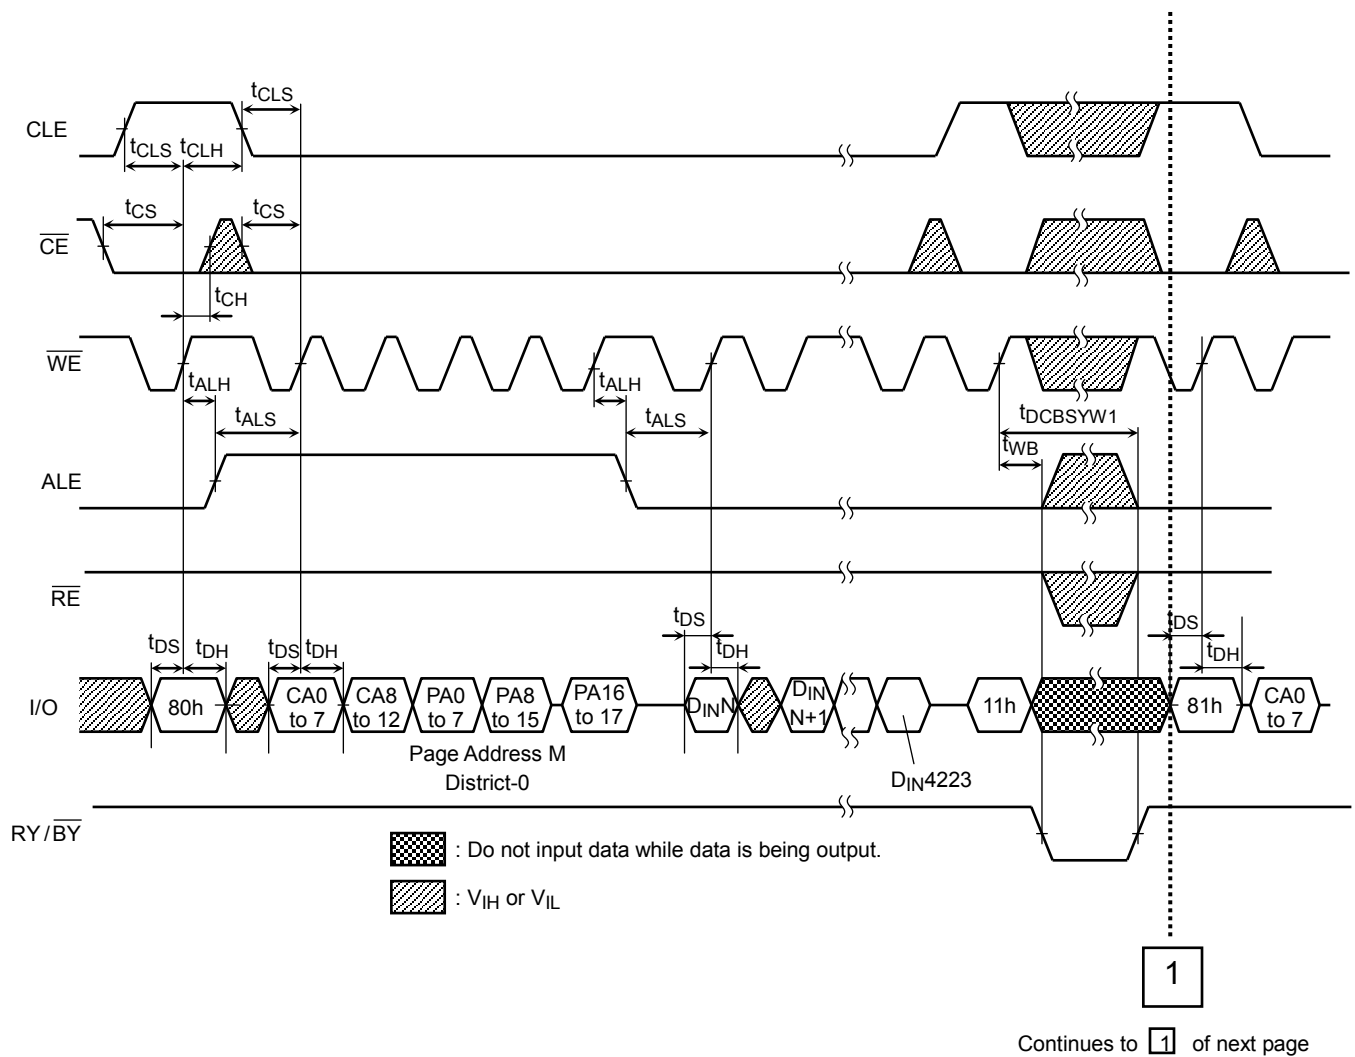 CLE
tCLS
tCLS tCLH
CE
tCS
tCS
tCH
WE
tALH
tALS
tALH
tALS
tDCBSYW1
tWB
ALE
RE
I/O
tDS
tDH
tDS
tDH
tDS
tDH
DS
tDH
80h
CA0
to 7
CA8
to 12
PA0
to 7
PA8
to 15
PA16
to 17
DINN
DIN
N+1
11h
81h
CA0
to 7
Page Address M
District-0
DIN4223
RY/BY
: Do not input data while data is being output.
: VIH or VIL
1
Continues to 1 of next page